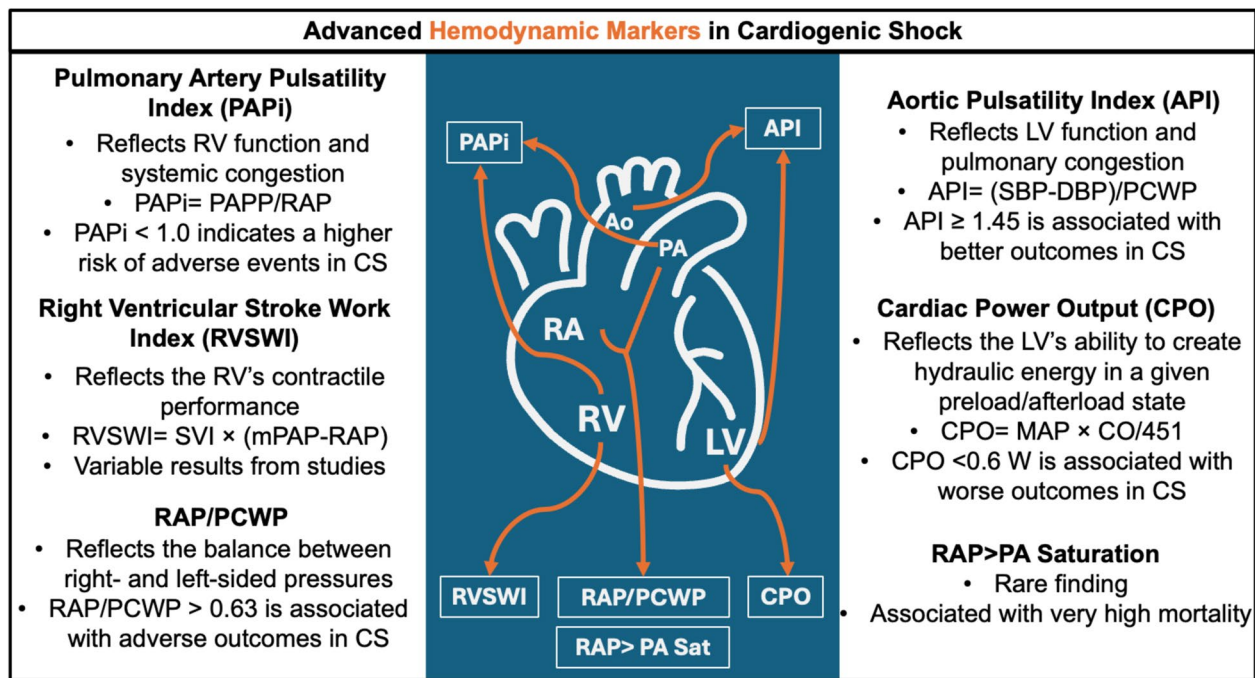 Advanced Hemodynamic Markers in Cardiogenic Shock
Pulmonary Artery Pulsatility
Index (PAPi)
• Reflects RV function and
systemic congestion
• PAPi= PAPP/RAP
• PAPi < 1.0 indicates a higher
risk of adverse events in CS
Right Ventricular Stroke Work
Index (RVSWI)
• Reflects the RV’s contractile
performance
• RVSWI= SVI × (mPAP-RAP)
• Variable results from studies
RAP/PCWP
• Reflects the balance between
right- and left-sided pressures
• RAP/PCWP > 0.63 is associated
with adverse outcomes in CS
PAPi
API
Ao
PA
RA
RV
LV
RVSWI
RAP/PCWP
CPO
RAP> PA Sat
Aortic Pulsatility Index (API)
• Reflects LV function and
pulmonary congestion
• API= (SBP-DBP)/PCWP
• API ≥ 1.45 is associated with
better outcomes in CS
Cardiac Power Output (CPO)
• Reflects the LV’s ability to create
hydraulic energy in a given
preload/afterload state
• CPO= MAP × CO/451
• CPO <0.6 W is associated with
worse outcomes in CS
RAP>PA Saturation
• Rare finding
• Associated with very high mortality